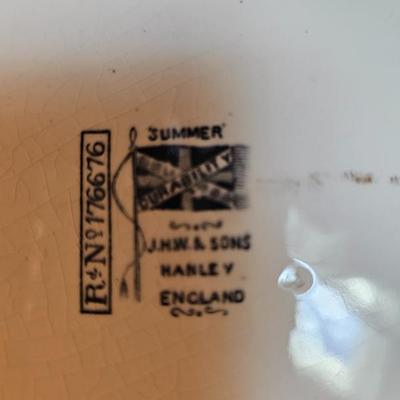 'SUMMER'
DURABILITY
J.H.W. & SONS
HANLEY
ENGLAND
Rd. No 176676